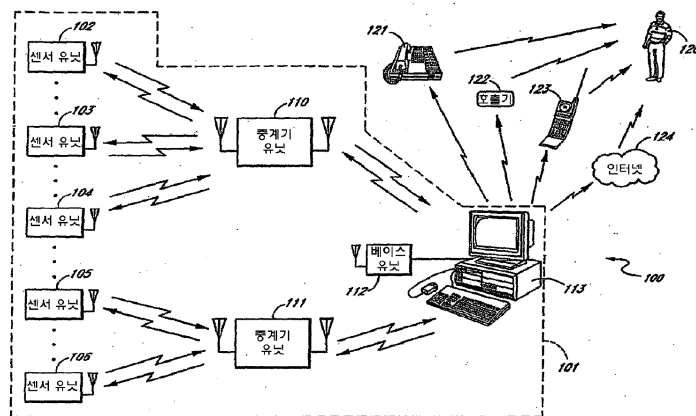 102
센서 유닛
103
센서 유닛
104
센서 유닛
105
센서 유닛
106
센서 유닛
110
중계기
유닛
111
중계기
유닛
베이스
유닛
112
113
121
122
호출기
123
124
인터넷
120
100
101